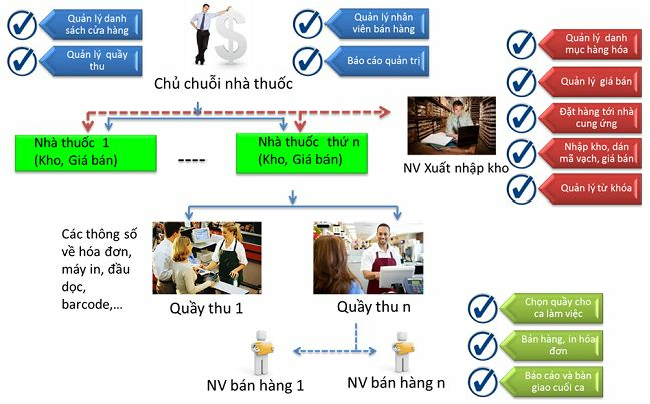 Quản lý danh
sách cửa hàng
Quản lý quầy
thu
Quản lý nhân
viên bán hàng
Báo cáo quản trị
Chủ chuỗi nhà thuốc
Quản lý danh
mục hàng hóa
Quản lý giá bán
Đặt hàng tới nhà
cung ứng
Nhập kho, dán
mã vạch, giá bán
Quản lý từ khóa
Nhà thuốc 1
(Kho, Giá bán)
----
Nhà thuốc thứ n
(Kho, Giá bán)
NV Xuất nhập kho
Các thông số
về hóa đơn,
máy in, đầu
dọc,
barcode,...
Quầy thu 1
Quầy thu n
NV bán hàng 1
NV bán hàng n
Chọn quầy cho
ca làm việc
Bán hàng, in hóa
đơn
Báo cáo và bàn
giao cuối ca